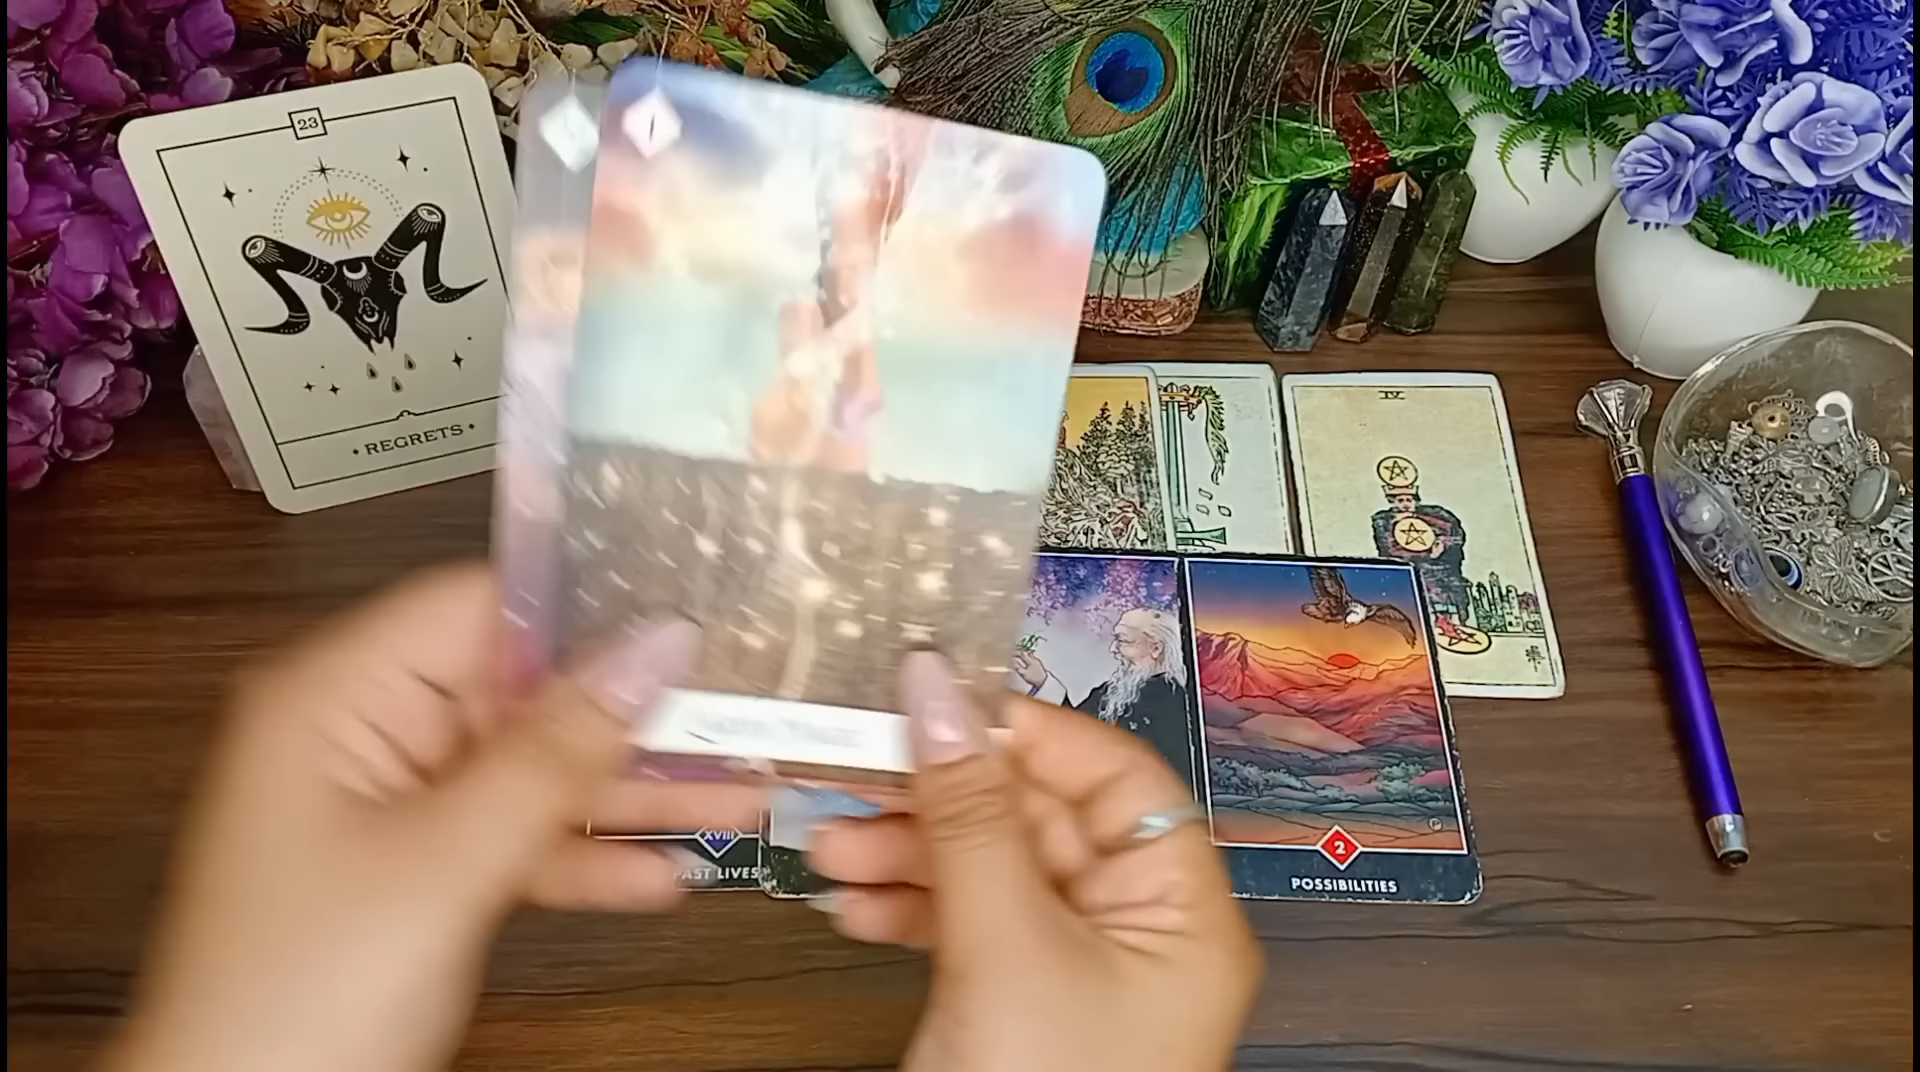 23
• REGRETS •
IV
XVIII
PAST LIVES
2
POSSIBILITIES